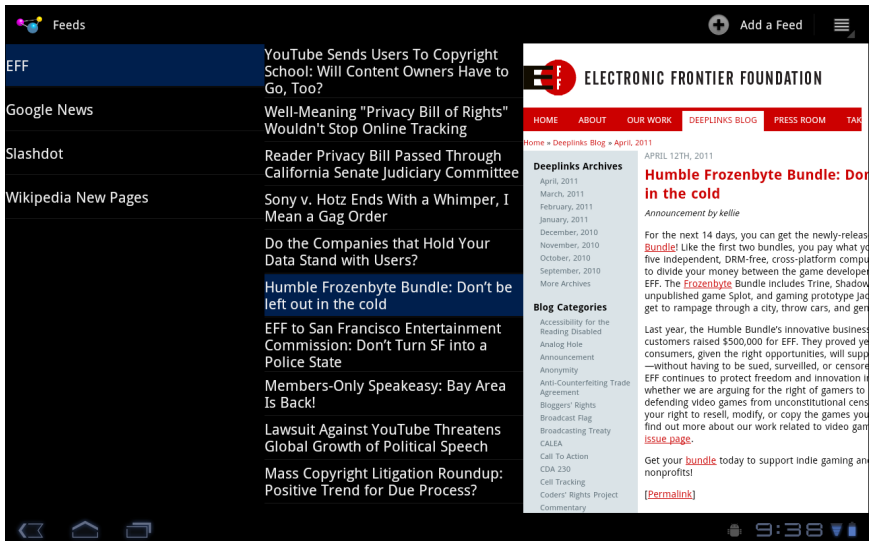 Feeds
Add a Feed
EFF
Google News
Slashdot
Wikipedia New Pages
YouTube Sends Users To Copyright
School: Will Content Owners Have to
Go, Too?
Well-Meaning "Privacy Bill of Rights"
Wouldn't Stop Online Tracking
Reader Privacy Bill Passed Through
California Senate Judiciary Committee
Sony v. Hotz Ends With a Whimper, I
Mean a Gag Order
Do the Companies that Hold Your
Data Stand with Users?
Humble Frozenbyte Bundle: Don't be
left out in the cold
EFF to San Francisco Entertainment
Commission: Don't Turn SF into a
Police State
Members-Only Speakeasy: Bay Area
Is Back!
Lawsuit Against YouTube Threatens
Global Growth of Political Speech
Mass Copyright Litigation Roundup:
Positive Trend for Due Process?
EFF
ELECTRONIC FRONTIER FOUNDATION
HOME ABOUT OUR WORK DEEPLINKS BLOG PRESS ROOM TAK
Home » Deeplinks Blog » April, 2011
Deeplinks Archives
April, 2011
March, 2011
February, 2011
January, 2011
December, 2010
November, 2010
October, 2010
September, 2010
More Archives
Blog Categories
Accessibility for the
Reading Disabled
Analog Hole
Announcement
Anonymity
Anti-Counterfeiting Trade
Agreement
Bloggers' Rights
Broadcast Flag
Broadcasting Treaty
CALEA
Call To Action
CDA 230
Cell Tracking
Coders' Rights Project
Commentary
APRIL 12TH, 2011
Humble Frozenbyte Bundle: Don
in the cold
Announcement by kellie
For the next 14 days, you can get the newly-releas
Bundle! Like the first two bundles, you pay what yo
five independent, DRM-free, cross-platform compu
to divide your money between the game developer
EFF. The Frozenbyte Bundle includes Trine, Shadow
unpublished game Splot, and gaming prototype Jac
get to rampage through a city, throw cars, and gen
Last year, the Humble Bundle's innovative business
customers raised $500,000 for EFF. They proved ye
consumers, given the right opportunities, will supp
—without having to be sued, surveilled, or censore
EFF continues to protect freedom and innovation i
whether we are arguing for the right of gamers to
defending video games from unconstitutional cens
your right to resell, modify, or copy the games you
find out more about our work related to video gam
issue page.
Get your bundle today to support indie gaming and
nonprofits!
[Permalink]
9:38